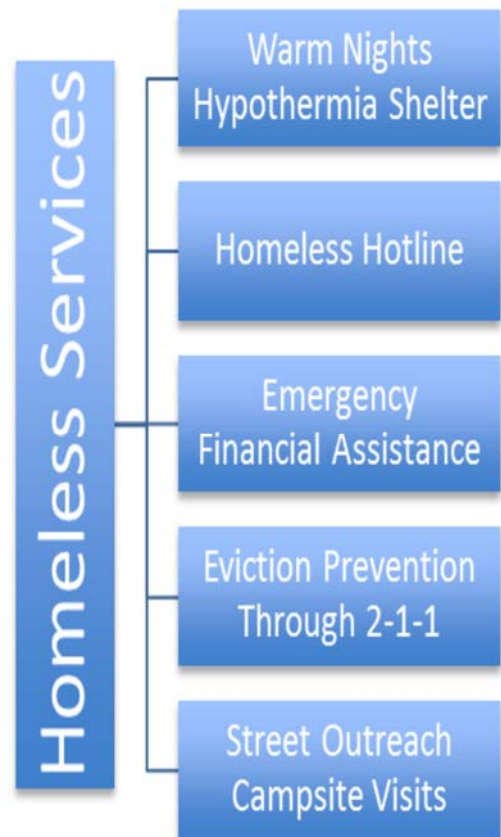 Homeless Services
Warm Nights
Hypothermia Shelter
Homeless Hotline
Emergency
Financial Assistance
Eviction Prevention
Through 2-1-1
Street Outreach
Campsite Visits